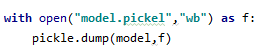 with open("model.pickel","wb") as f:
    pickle.dump(model,f)